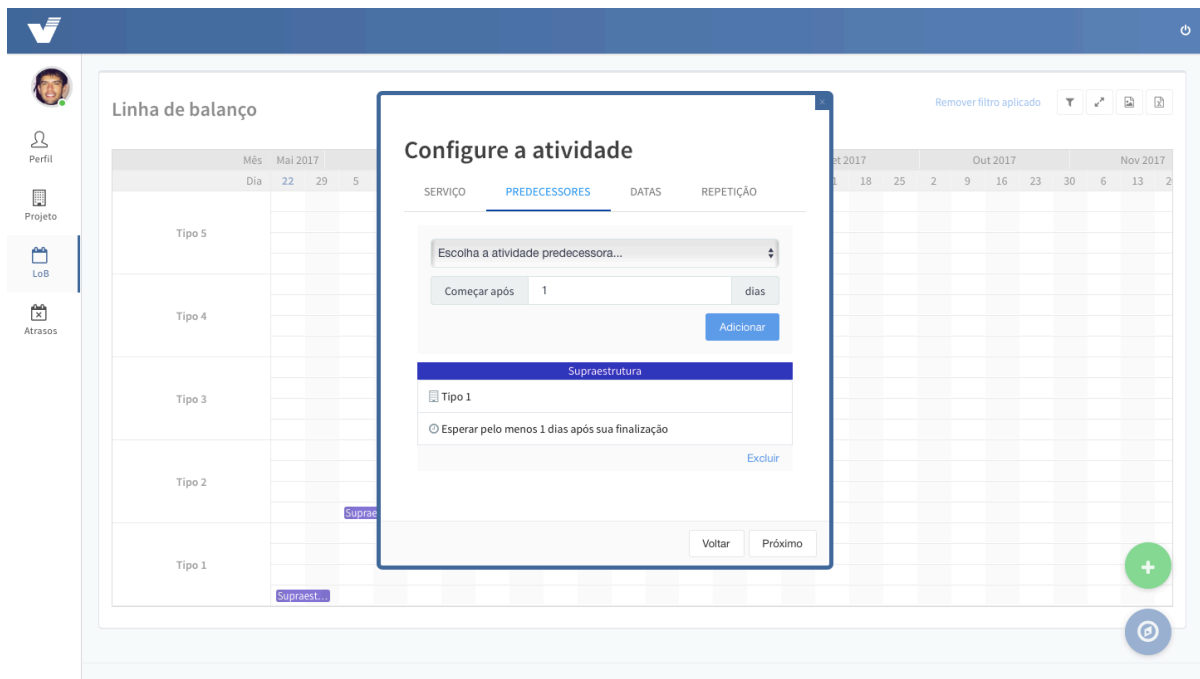 Perfil
Projeto
LoB
Atrasos
Linha de balanço
Remover filtro aplicado
Mês Mai 2017 2017 Out 2017 Nov 2017
Dia 22 29 5 18 25 2 9 16 23 30 6 13 2
Tipo 5
Tipo 4
Tipo 3
Tipo 2
Suprae
Tipo 1
Supraest...
Configure a atividade
SERVIÇO PREDECESSORES DATAS REPETIÇÃO
Escolha a atividade predecessora...
Começar após 1 dias
Adicionar
Supraestrutura
Tipo 1
Esperar pelo menos 1 dias após sua finalização
Excluir
Voltar Próximo